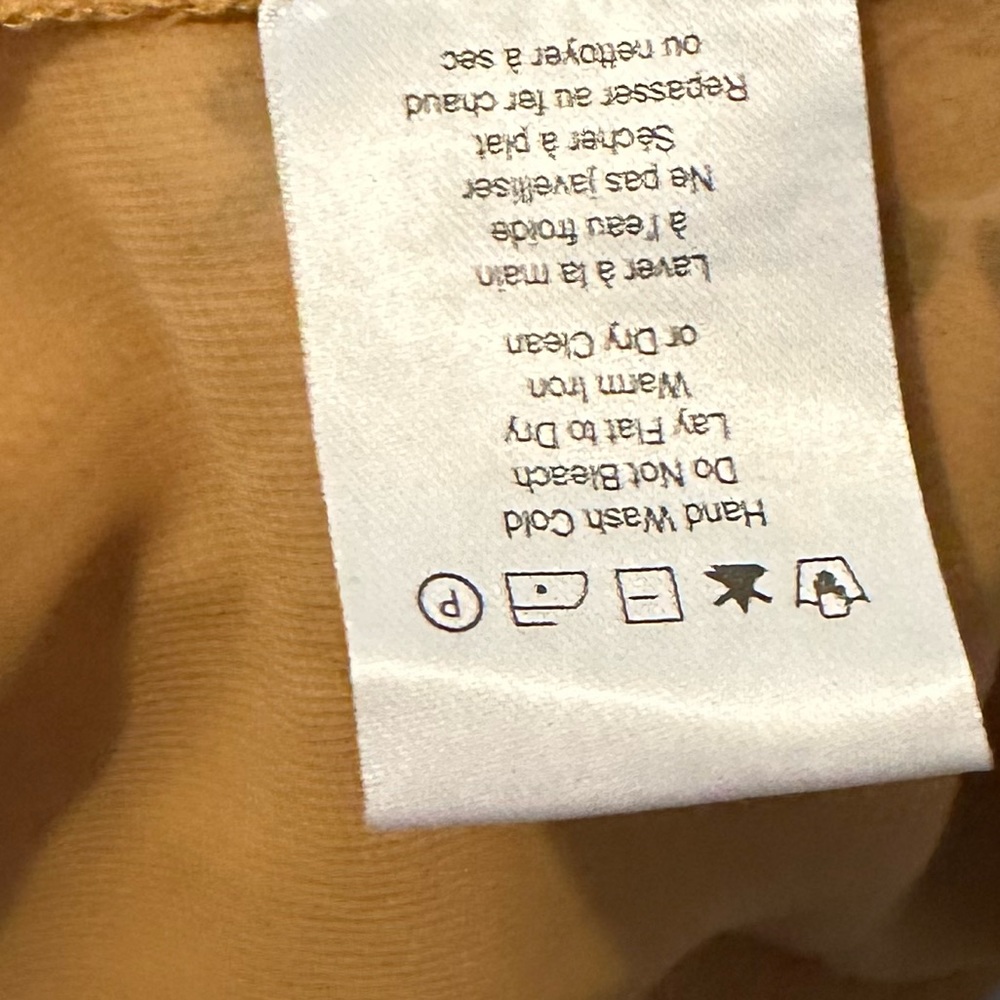 Hand Wash Cold
Do Not Bleach
Lay Flat to Dry
Warm Iron
or Dry Clean
Laver à la main
à l'eau froide
Ne pas javelliser
Sécher à plat
Repasser au fer chaud
ou nettoyer à sec
P